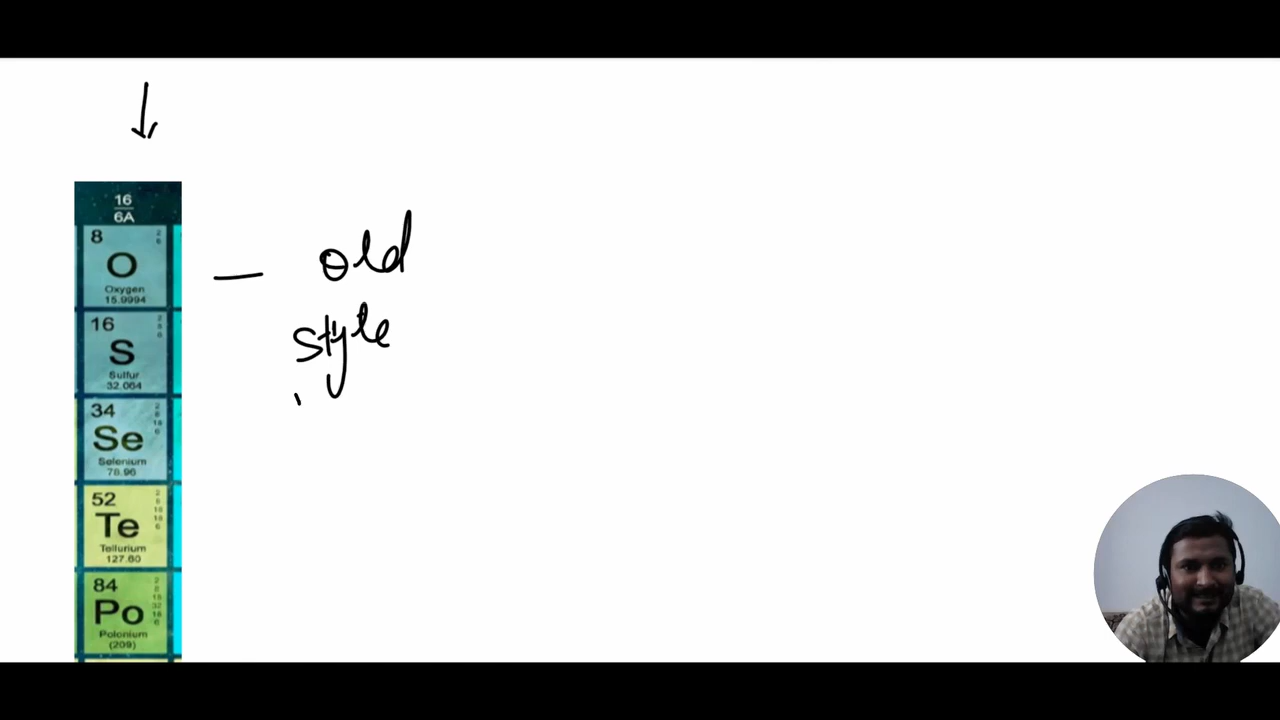 16
6A
8
O
Oxygen
15.9994
old
style
16
S
Sulfur
32.064
34
Se
Selenium
78.96
52
Te
Tellurium
127.60
84
Po
Polonium
(209)